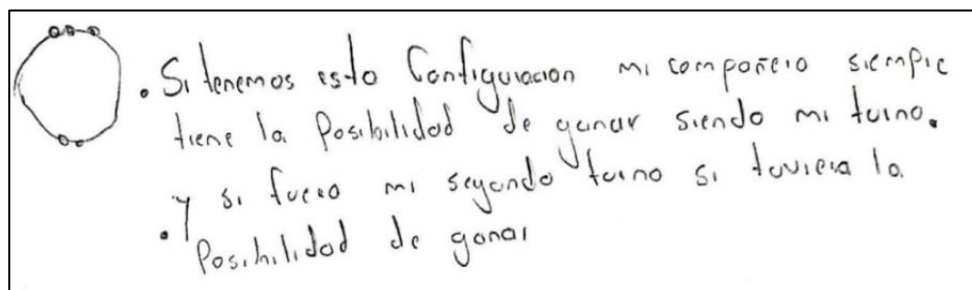 . Si tenemos esta Configuracion mi compañero siempre
tiene la Posibilidad de ganar siendo mi turno.
. y si fuera mi segundo turno si tuviera la
Posibilidad de ganar